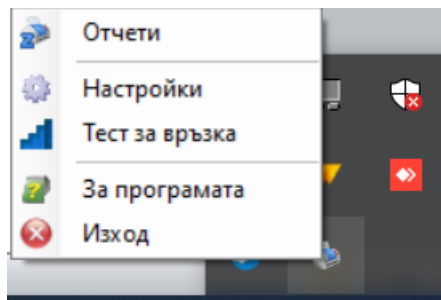 Отчети
Настройки
Тест за връзка
За програмата
Изход